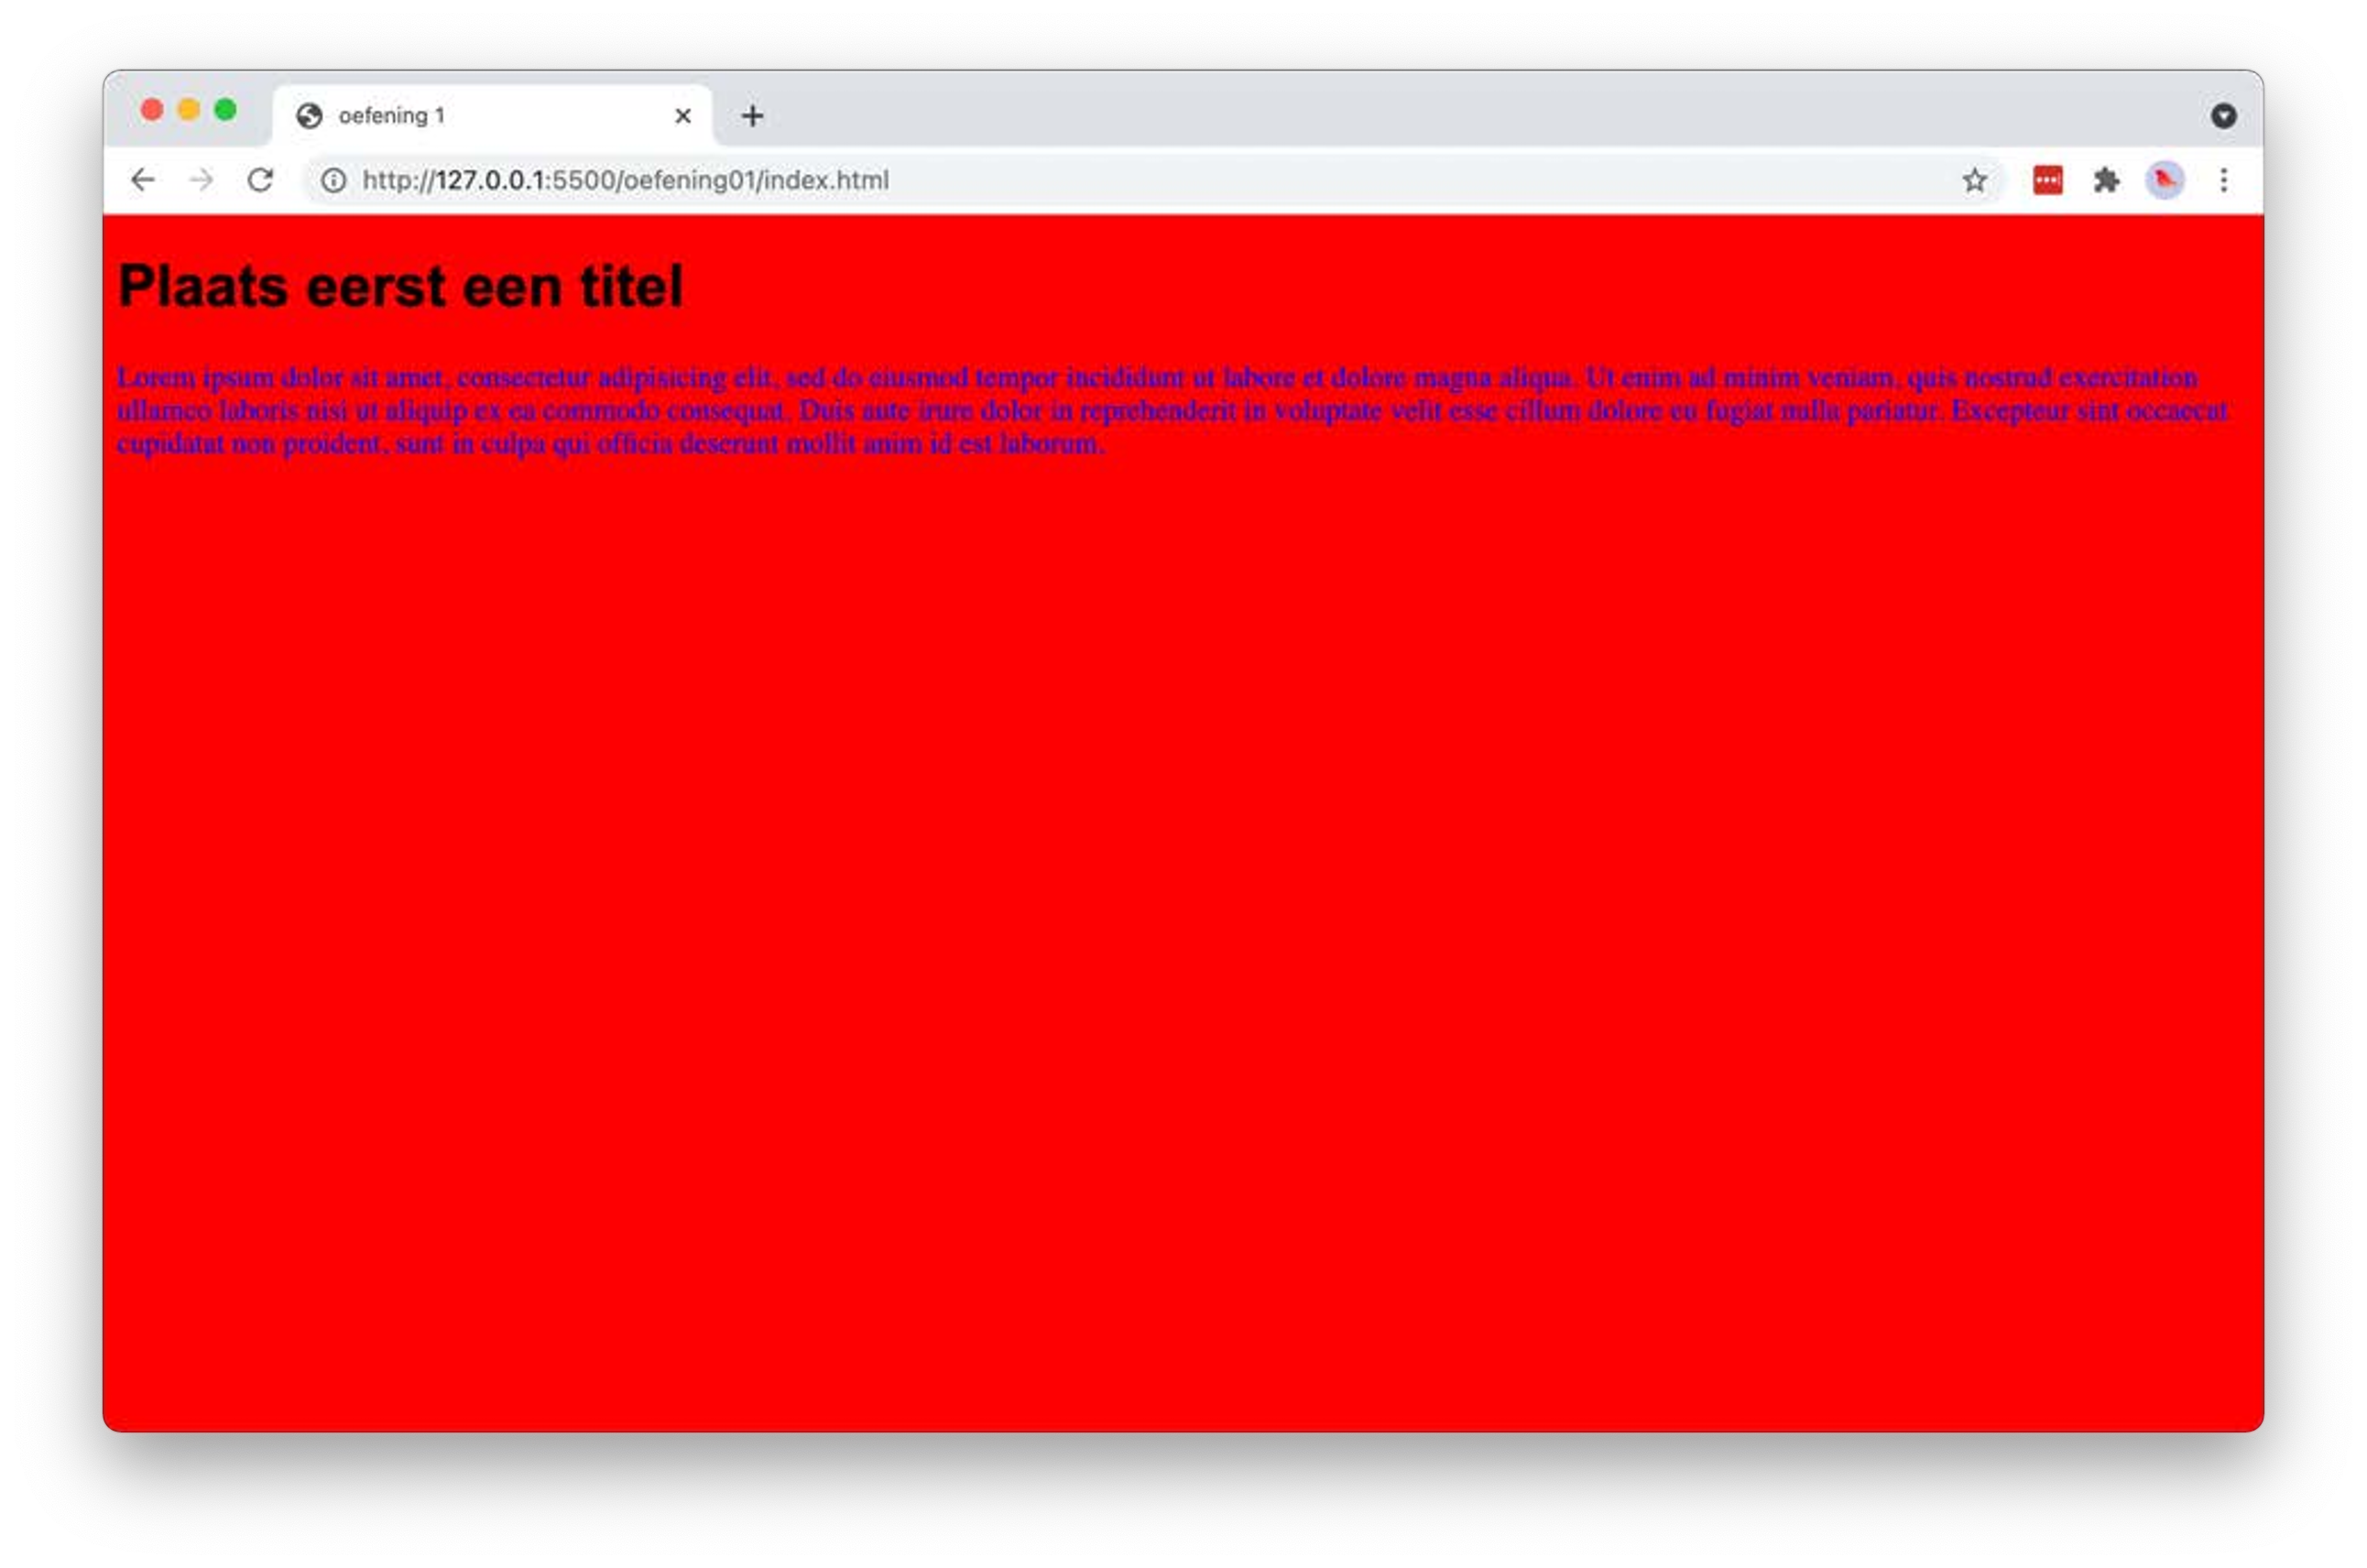 oefening 1
http://127.0.0.1:5500/oefening01/index.html
Plaats eerst een titel
Lorem ipsum dolor sit amet, consectetur adipisicing elit, sed do eiusmod tempor incididunt ut labore et dolore magna aliqua. Ut enim ad minim veniam, quis nostrud exercitation
ullamco laboris nisi ut aliquip ex ea commodo consequat. Duis aute irure dolor in reprehenderit in voluptate velit esse cillum dolore eu fugiat nulla pariatur. Excepteur sint occaecat
cupidatat non proident, sunt in culpa qui officia deserunt mollit anim id est laborum.